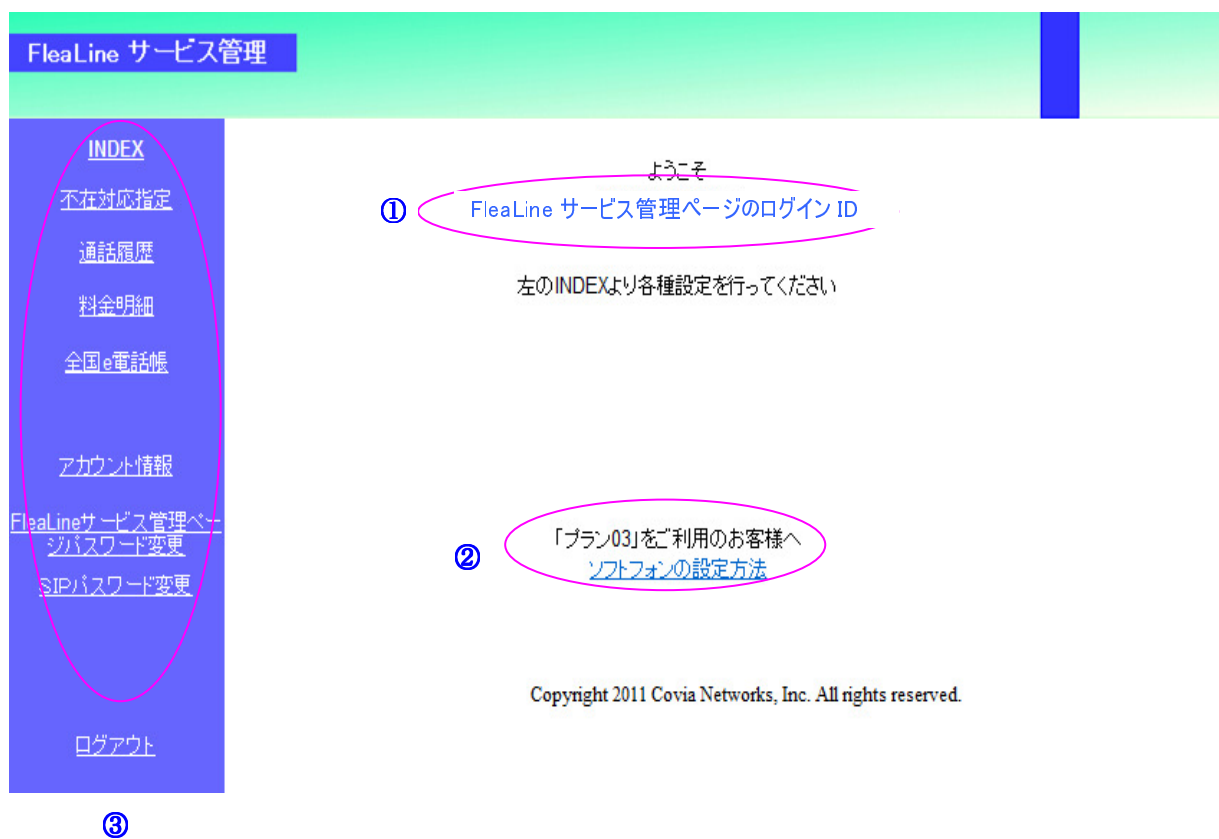 FleaLine サービス管理
INDEX
不在対応指定
通話履歴
料金明細
全国e電話帳
アカウント情報
FleaLineサービス管理ペー
ジパスワード変更
SIPパスワード変更
ログアウト
③
ようこそ
① FleaLine サービス管理ページのログイン ID
左のINDEXより各種設定を行ってください
②
「プラン03」をご利用のお客様へ
ソフトフォンの設定方法
Copyright 2011 Covia Networks, Inc. All rights reserved.